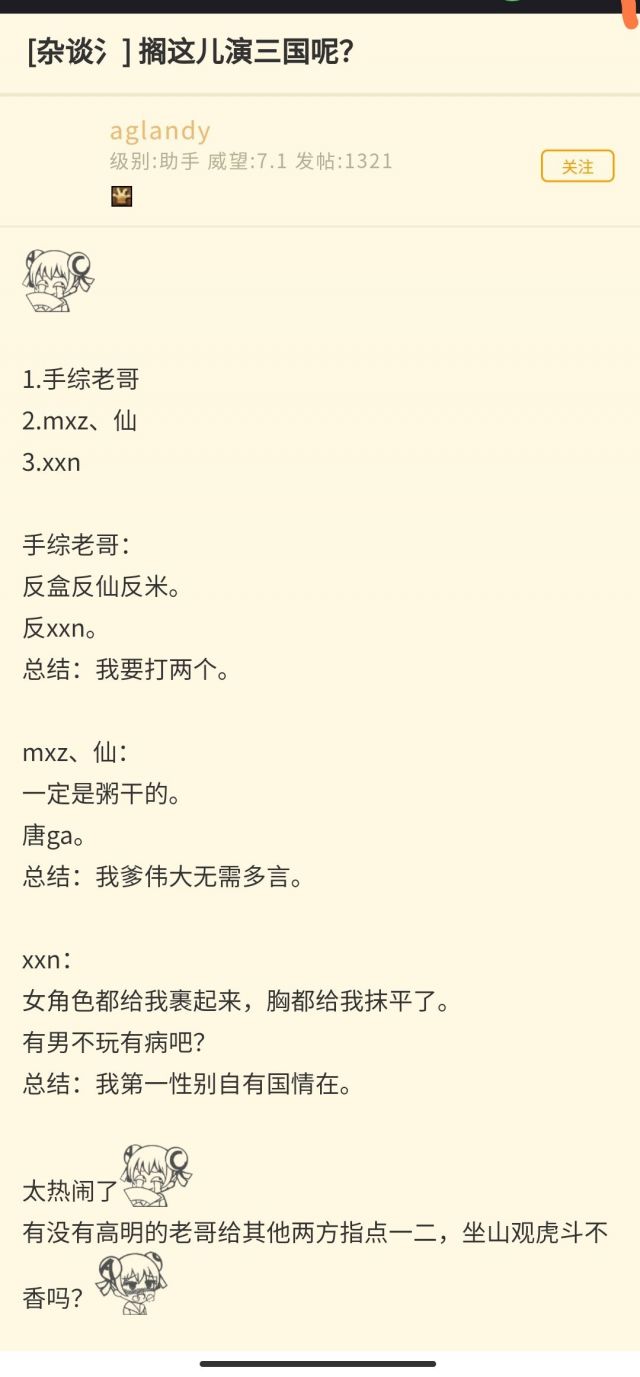 [杂谈氵] 搁这儿演三国呢？
aglandy
级别:助手 威望:7.1 发帖:1321
关注
1.手综老哥
2.mxz、仙
3.xxn
手综老哥：
反盒反仙反米。
反xxn。
总结：我要打两个。
mxz、仙：
一定是粥干的。
唐ga。
总结：我爹伟大无需多言。
xxn：
女角色都给我裹起来，胸都给我抹平了。
有男不玩有病吧？
总结：我第一性别自有国情在。
太热闹了
有没有高明的老哥给其他两方指点一二，坐山观虎斗不
香吗？